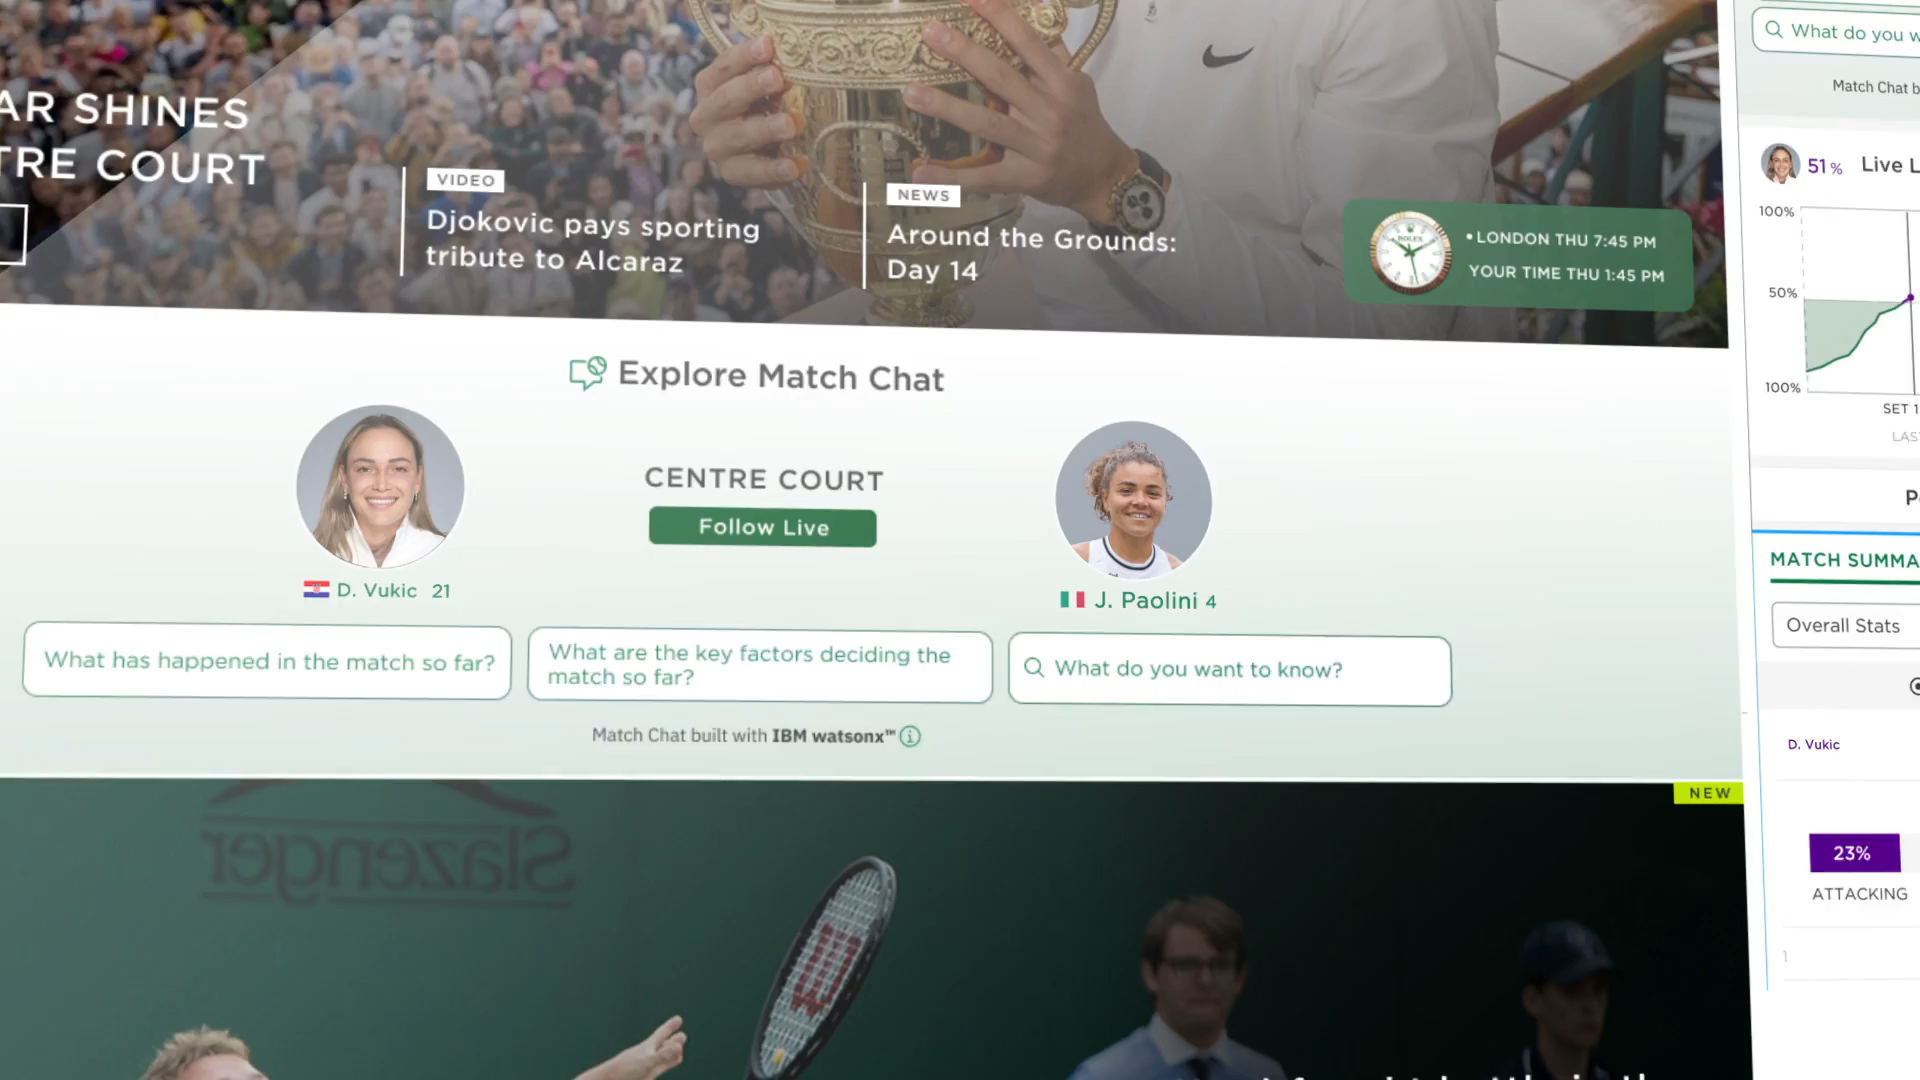 AR SHINES
TRE COURT
VIDEO
Djokovic pays sporting
tribute to Alcaraz
NEWS
Around the Grounds:
Day 14
ROLEX
• LONDON THU 7:45 PM
YOUR TIME THU 1:45 PM
Explore Match Chat
CENTRE COURT
Follow Live
D. Vukic 21
J. Paolini 4
What has happened in the match so far?
What are the key factors deciding the
match so far?
What do you want to know?
Match Chat built with IBM watsonx™
NEW
Slazenger
W
What do you w
Match Chat b
51 %
Live L
100%
50%
100%
SET 1
LAS
P
MATCH SUMMA
Overall Stats
D. Vukic
23%
ATTACKING
1